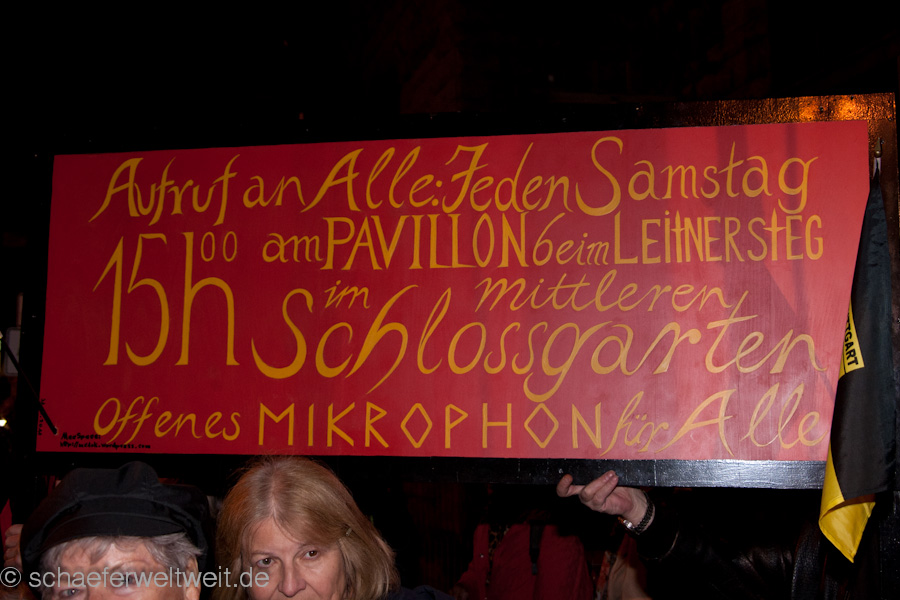 Aufruf an Alle: Jeden Samstag
15h00 am PAVILLON beim LEITNERSTEG
im mittleren
Schlossgarten
Offenes MIKROPHON für Alle
GART
© schaeferweltweit.de